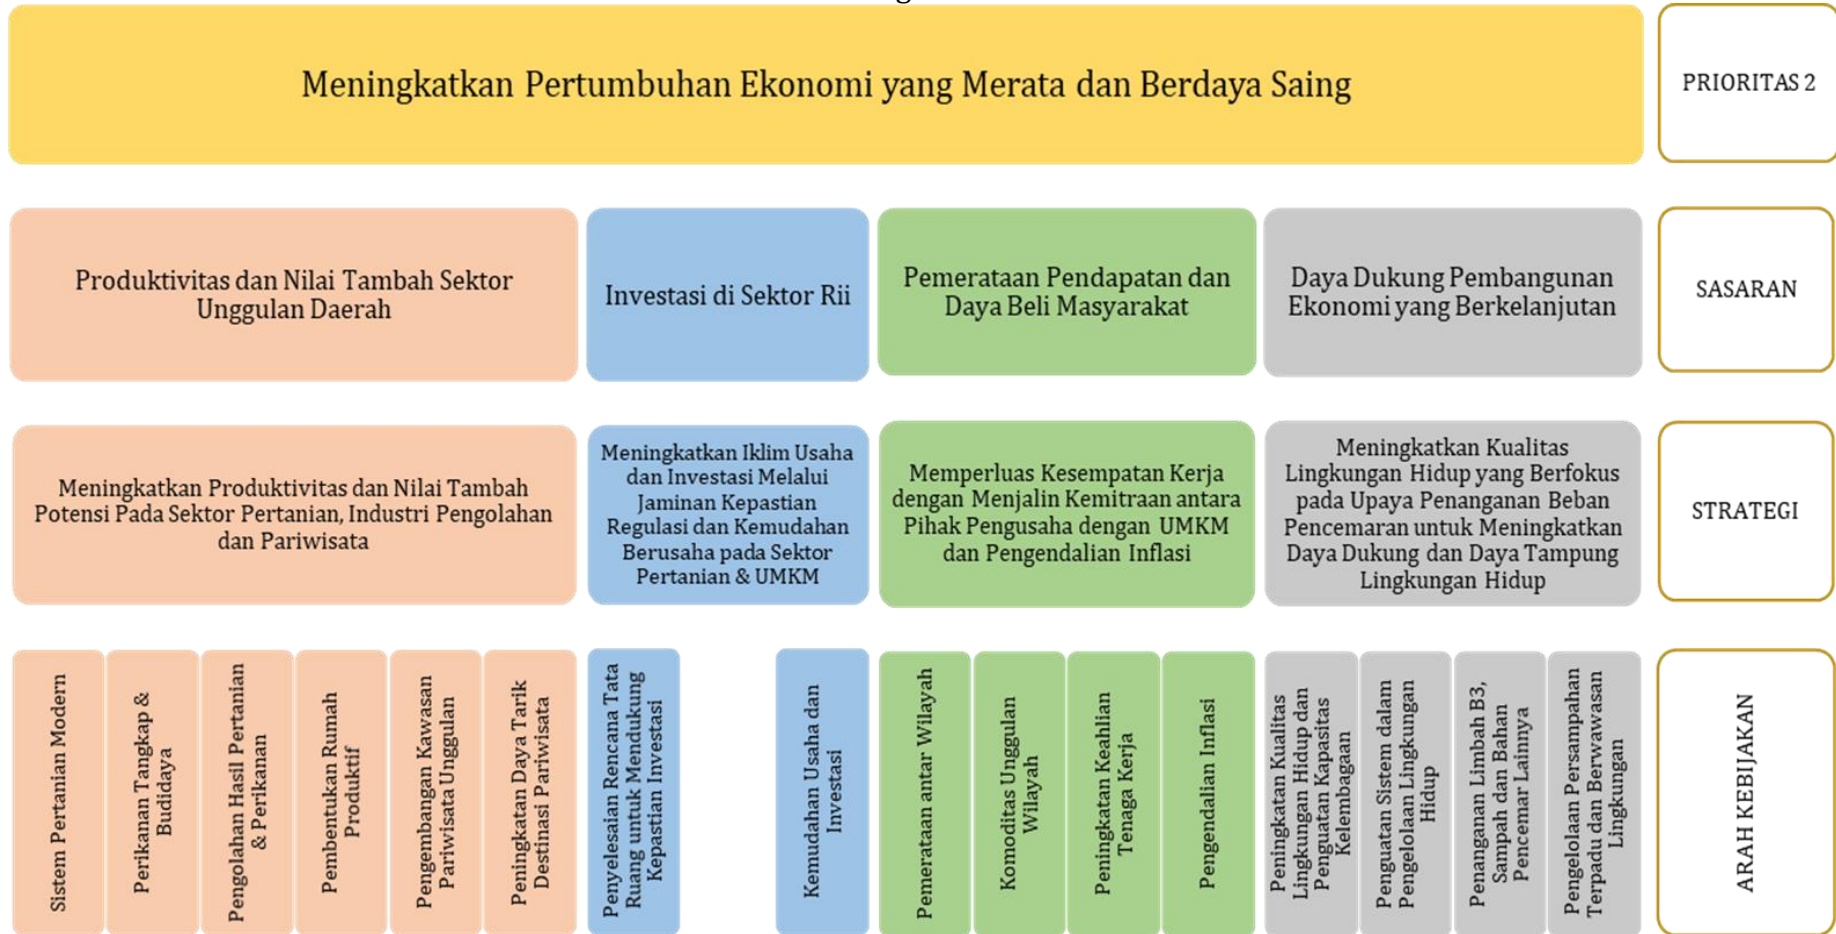 Meningkatkan Pertumbuhan Ekonomi yang Merata dan Berdaya Saing
PRIORITAS 2
Produktivitas dan Nilai Tambah Sektor
Unggulan Daerah
Investasi di Sektor Rii
Pemerataan Pendapatan dan
Daya Beli Masyarakat
Daya Dukung Pembangunan
Ekonomi yang Berkelanjutan
SASARAN
Meningkatkan Produktivitas dan Nilai Tambah
Potensi Pada Sektor Pertanian, Industri Pengolahan
dan Pariwisata
Meningkatkan Iklim Usaha
dan Investasi Melalui
Jaminan Kepastian
Regulasi dan Kemudahan
Berusaha pada Sektor
Pertanian & UMKM
Memperluas Kesempatan Kerja
dengan Menjalin Kemitraan antara
Pihak Pengusaha dengan UMKM
dan Pengendalian Inflasi
Meningkatkan Kualitas
Lingkungan Hidup yang Berfokus
pada Upaya Penanganan Beban
Pencemaran untuk Meningkatkan
Daya Dukung dan Daya Tampung
Lingkungan Hidup
STRATEGI
Sistem Pertanian Modern
Perikanan Tangkap &
Budidaya
Pengolahan Hasil Pertanian
& Perikanan
Pembentukan Rumah
Produktif
Pengembangan Kawasan
Pariwisata Unggulan
Peningkatan Daya Tarik
Destinasi Pariwisata
Penyelesaian Rencana Tata
Ruang untuk Mendukung
Kepastian Investasi
Kemudahan Usaha dan
Investasi
Pemerataan antar Wilayah
Komoditas Unggulan
Wilayah
Peningkatan Keahlian
Tenaga Kerja
Pengendalian Inflasi
Peningkatan Kualitas
Lingkungan Hidup dan
Penguatan Kapasitas
Kelembagaan
Penguatan Sistem dalam
Pengelolaan Lingkungan
Hidup
Penanganan Limbah B3,
Sampah dan Bahan
Pencemar Lainnya
Pengelolaan Persampahan
Terpadu dan Berwawasan
Lingkungan
ARAH KEBIJAKAN